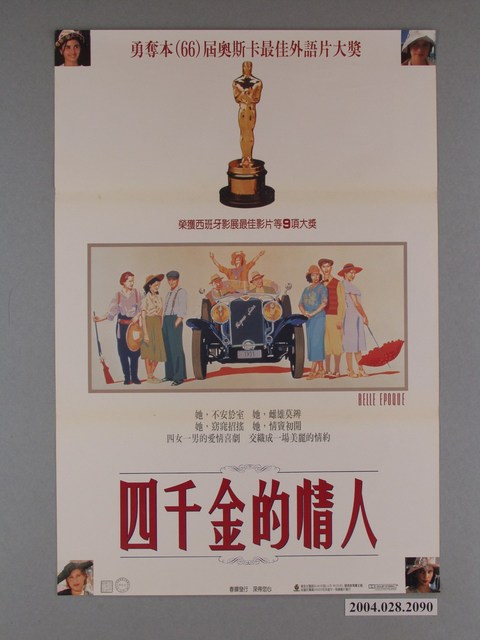 勇奪本(66)屆奧斯卡最佳外語片大獎
榮獲西班牙影展最佳影片等9項大獎
BELLE EPOQUE
她，不安於室　她，雌雄莫辨
她，窈窕招搖　她，情竇初開
四女一男的愛情喜劇　交織成一場美麗的情約
四千金的情人
2004.028.2090